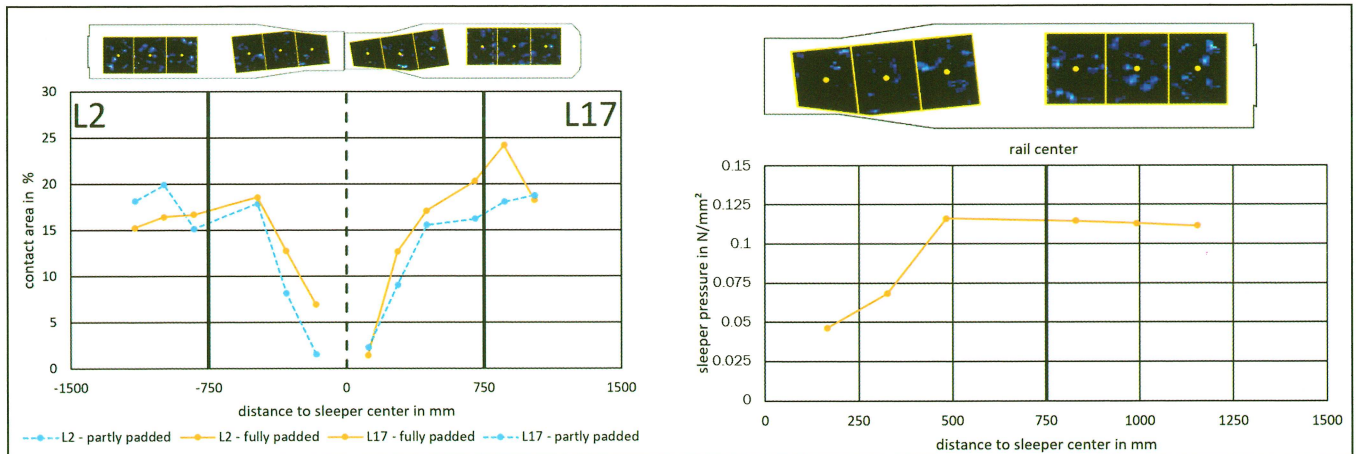 30
25
20
15
10
5
0
contact area in %
L2
L17
-1500
-750
0
750
1500
distance to sleeper center in mm
L2 - partly padded
L2 - fully padded
L17 - fully padded
L17 - partly padded
rail center
0.15
0.125
0.1
0.075
0.05
0.025
0
sleeper pressure in N/mm²
0
250
500
750
1000
1250
1500
distance to sleeper center in mm